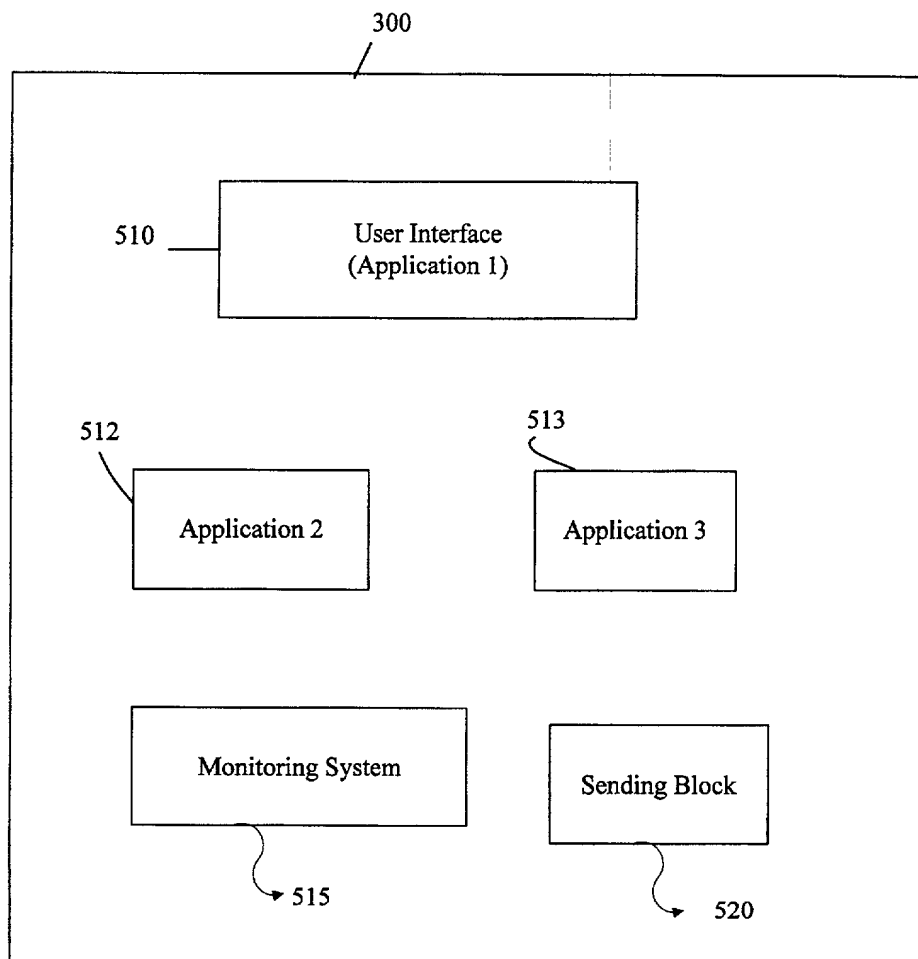 300
510
User Interface
(Application 1)
512
513
Application 2
Application 3
Monitoring System
Sending Block
515
520